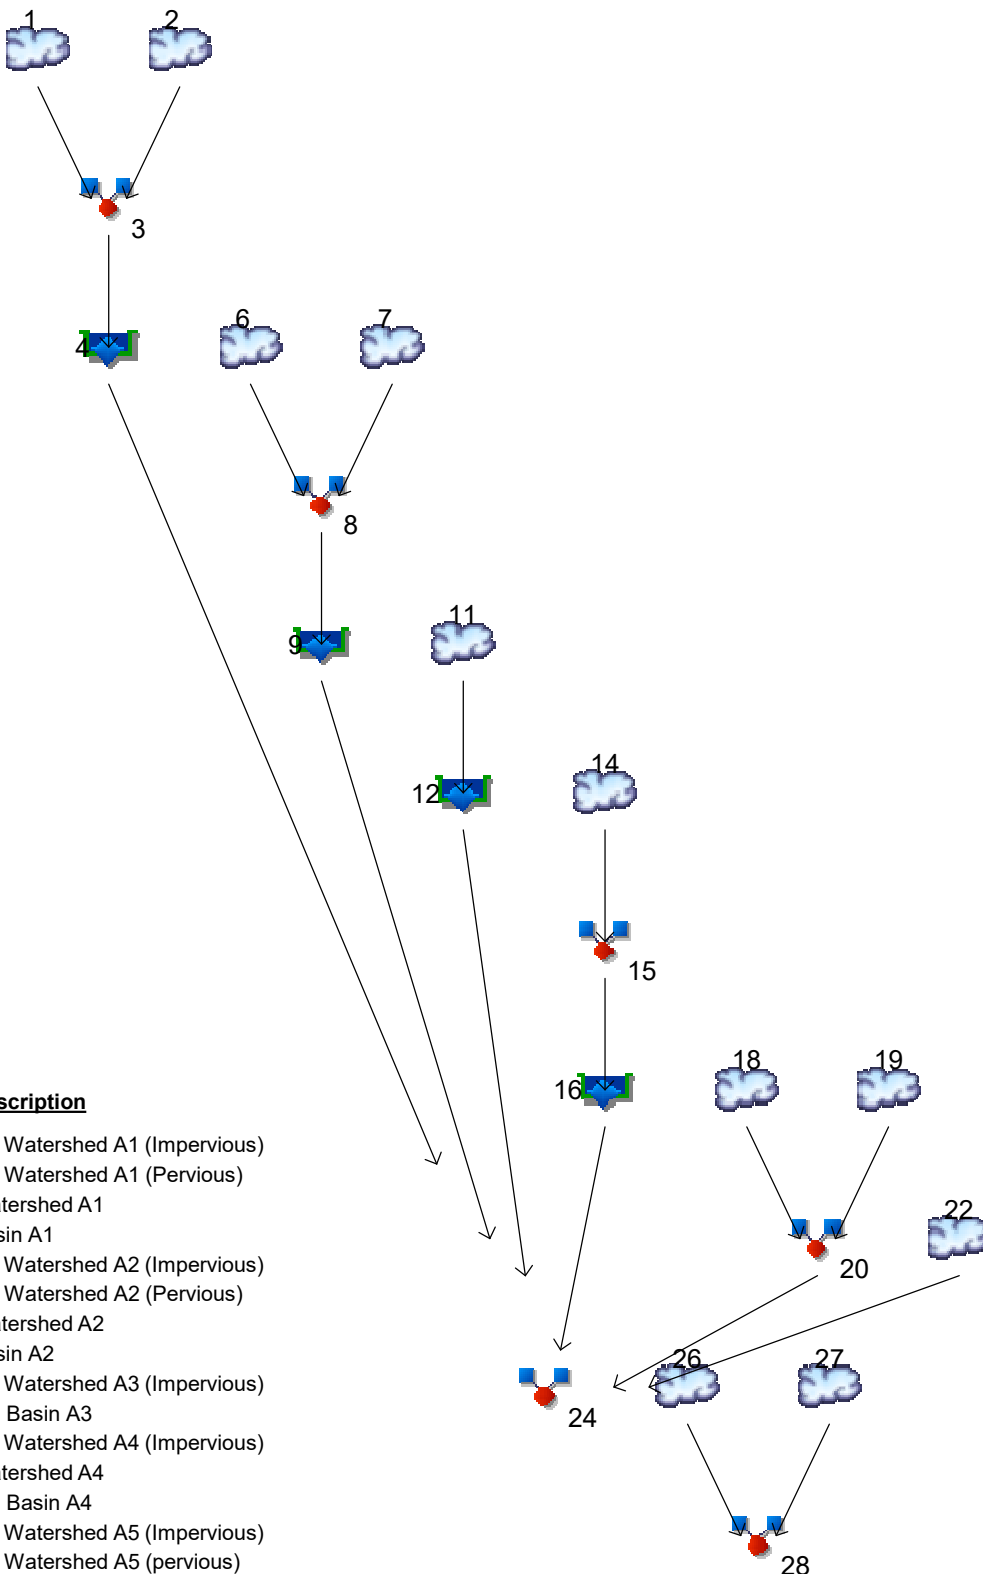 1 2
3
4 6 7
8
9 11
12 14
15
16 18 19
scription
Watershed A1 (Impervious)
Watershed A1 (Pervious)
tershed A1
sin A1
22
Watershed A2 (Impervious)
20
Watershed A2 (Pervious)
tershed A2
sin A2
26 27
Watershed A3 (Impervious)
Basin A3
24
Watershed A4 (Impervious)
tershed A4
Basin A4
Watershed A5 (Impervious)
Watershed A5 (pervious)
28